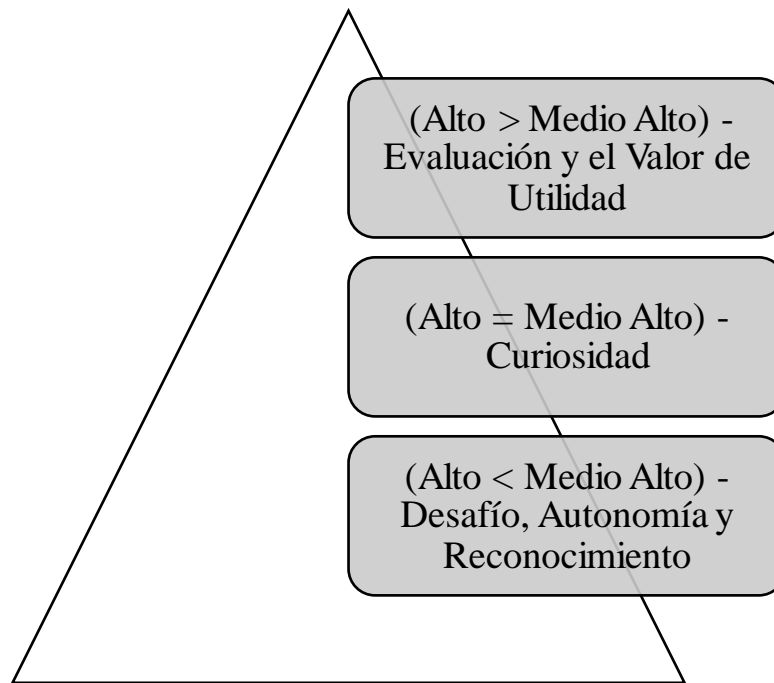 (Alto > Medio Alto) -
Evaluación y el Valor de
Utilidad
(Alto = Medio Alto) -
Curiosidad
(Alto < Medio Alto) -
Desafío, Autonomía y
Reconocimiento